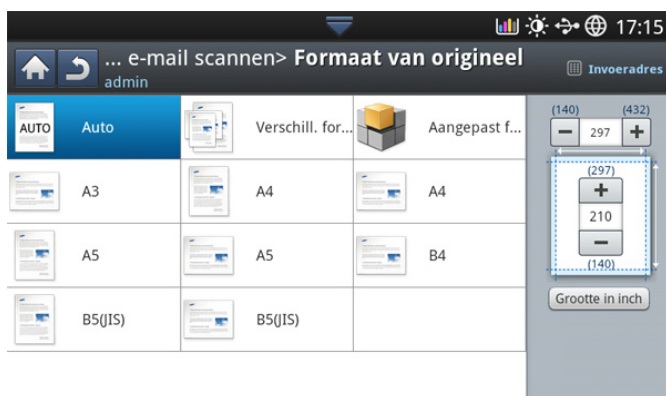 17:15
... e-mail scannen> Formaat van origineel
admin
Invoeradres
AUTO
Auto
Verschill. for...
Aangepast f...
A3
A4
A4
A5
A5
B4
B5(JIS)
B5(JIS)
(140) (432)
297
(297)
210
(140)
Grootte in inch